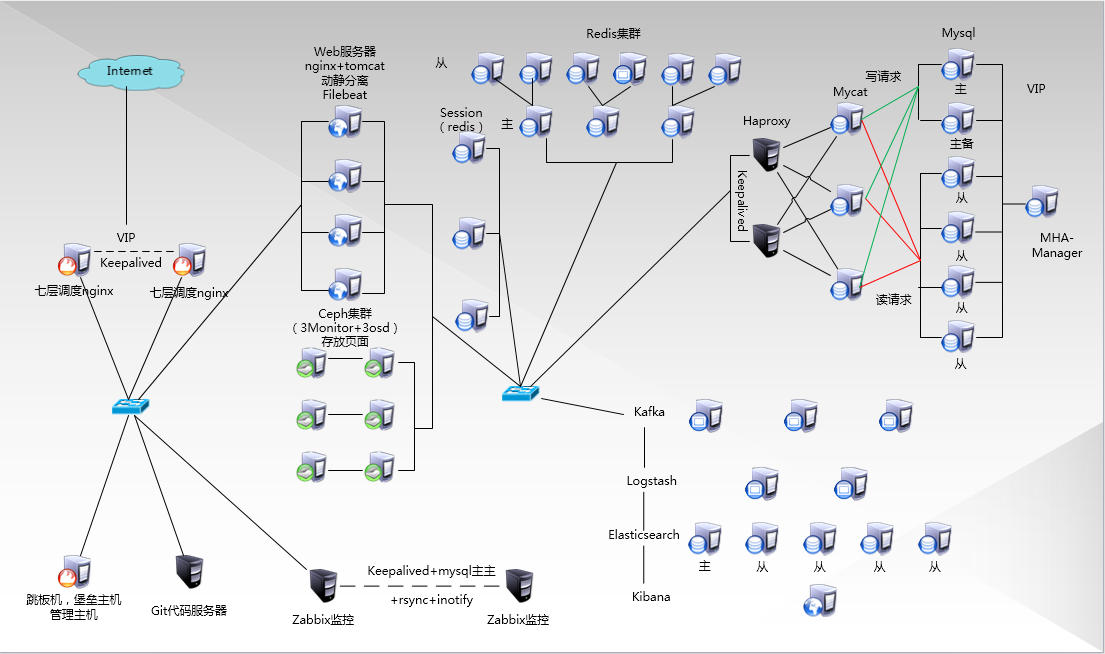 Internet
VIP
Keepalived
七层调度nginx
七层调度nginx
Web服务器
nginx+tomcat
动静分离
Filebeat
Ceph集群
（3Monitor+3osd）
存放页面
Session
（redis）
Redis集群
从
主
Haproxy
Keepalived
Mycat
写请求
读请求
Mysql
主
主备
从
从
从
从
VIP
MHA-
Manager
Kafka
Logstash
Elasticsearch
主
从
从
从
从
Kibana
跳板机，堡垒主机
管理主机
Git代码服务器
Zabbix监控
Keepalived+mysql主主
+rsync+inotify
Zabbix监控